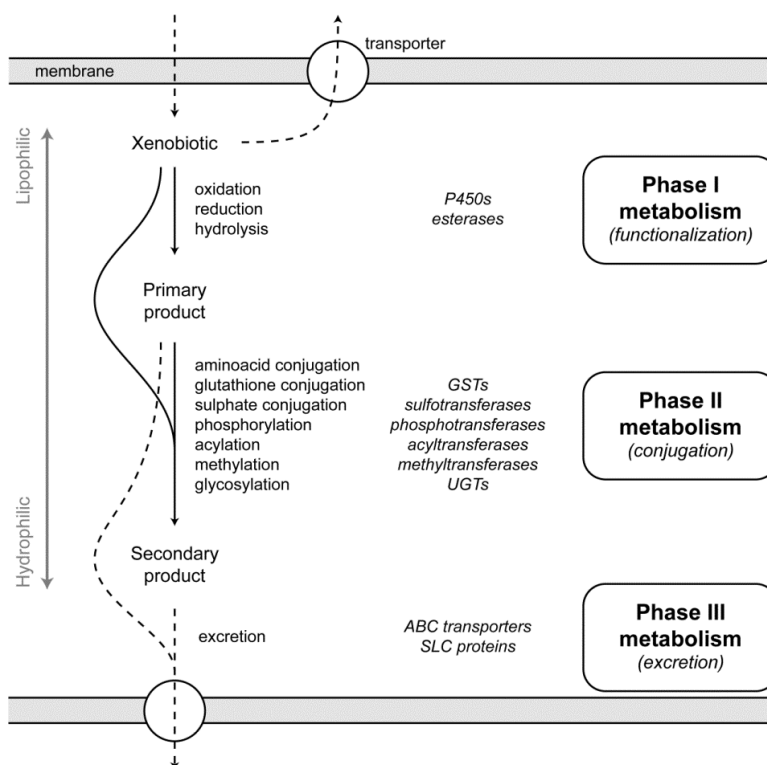 transporter
membrane
Lipophilic
Xenobiotic
oxidation
reduction
hydrolysis
P450s
esterases
Phase I
metabolism
(functionalization)
Primary
product
aminoacid conjugation
glutathione conjugation
sulphate conjugation
phosphorylation
acylation
methylation
glycosylation
GSTs
sulfotransferases
phosphotransferases
acyltransferases
methyltransferases
UGTs
Phase II
metabolism
(conjugation)
Hydrophilic
Secondary
product
excretion
ABC transporters
SLC proteins
Phase III
metabolism
(excretion)